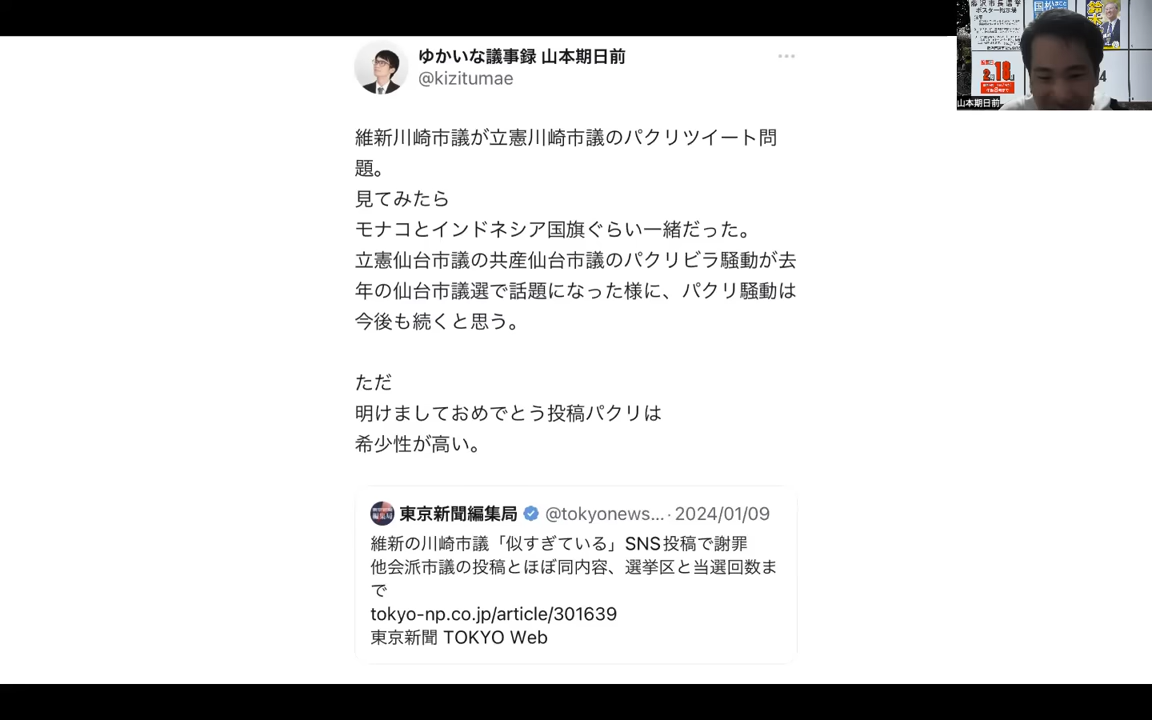 ゆかいな議事録 山本期日前
@kizitumae
維新川崎市議が立憲川崎市議のパクリツイート問
題。
見てみたら
モナコとインドネシア国旗ぐらい一緒だった。
立憲仙台市議の共産仙台市議のパクリビラ騒動が去
年の仙台市議選で話題になった様に、パクリ騒動は
今後も続くと思う。
ただ
明けましておめでとう投稿パクリは
希少性が高い。
東京新聞編集局 @tokyonews... · 2024/01/09
維新の川崎市議「似すぎている」SNS投稿で謝罪
他会派市議の投稿とほぼ同内容、選挙区と当選回数ま
で
tokyo-np.co.jp/article/301639
東京新聞 TOKYO Web
ポスター掲示場
山本期日前